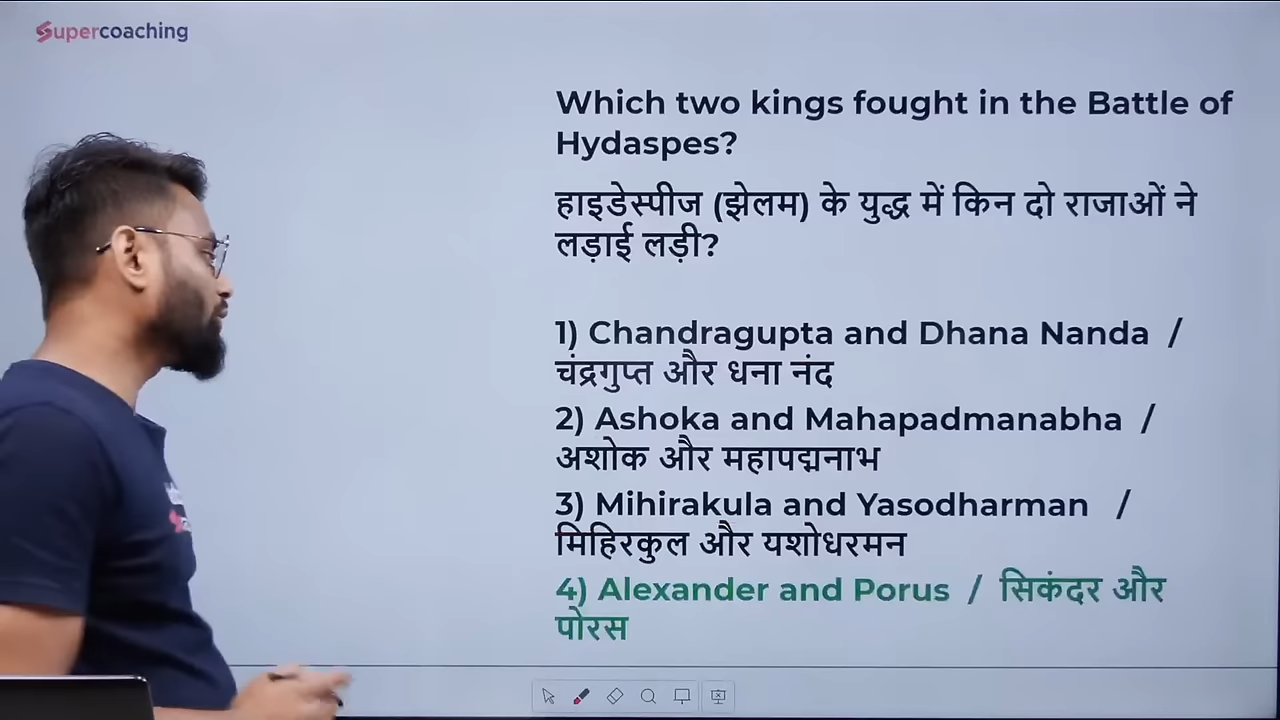 Supercoaching
Which two kings fought in the Battle of
Hydaspes?
हाइडेस्पीज (झेलम) के युद्ध में किन दो राजाओं ने
लड़ाई लड़ी?
1) Chandragupta and Dhana Nanda /
चंद्रगुप्त और धना नंद
2) Ashoka and Mahapadmanabha /
अशोक और महापद्मनाभ
3) Mihirakula and Yasodharman /
मिहिरकुल और यशोधरमन
4) Alexander and Porus / सिकंदर और
पोरस